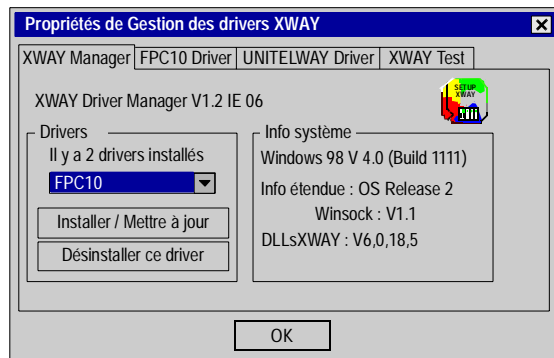 Propriétés de Gestion des drivers XWAY
XWAY Manager FPC10 Driver UNITELWAY Driver XWAY Test
SETUP
XWAY
XWAY Driver Manager V1.2 IE 06
Drivers
Il y a 2 drivers installés
FPC10
Installer / Mettre à jour
Désinstaller ce driver
Info système
Windows 98 V 4.0 (Build 1111)
Info étendue : OS Release 2
Winsock : V1.1
DLLsXWAY : V6,0,18,5
OK